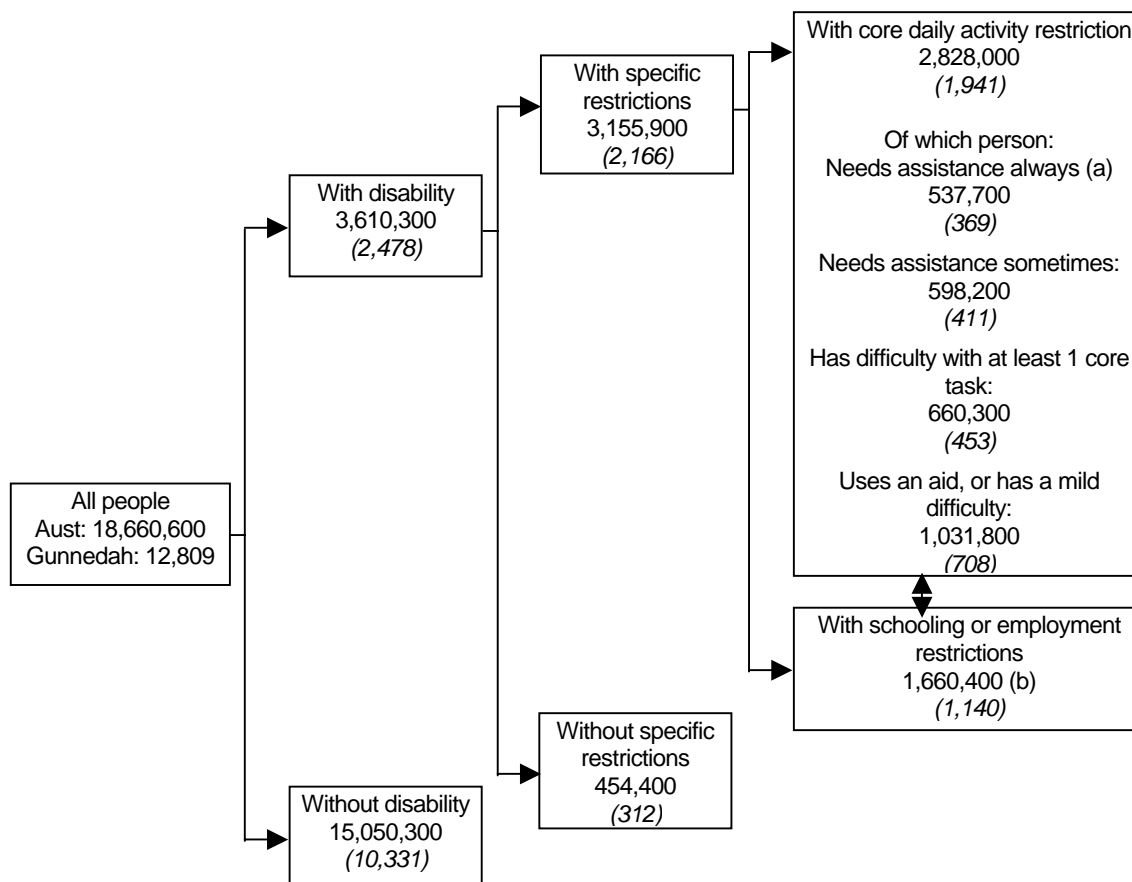 All people
Aust: 18,660,600
Gunnedah: 12,809
With disability
3,610,300
(2,478)
Without disability
15,050,300
(10,331)
With specific
restrictions
3,155,900
(2,166)
Without specific
restrictions
454,400
(312)
With core daily activity restriction
2,828,000
(1,941)
Of which person:
Needs assistance always (a)
537,700
(369)
Needs assistance sometimes:
598,200
(411)
Has difficulty with at least 1 core
task:
660,300
(453)
Uses an aid, or has a mild
difficulty:
1,031,800
(708)
With schooling or employment
restrictions
1,660,400 (b)
(1,140)